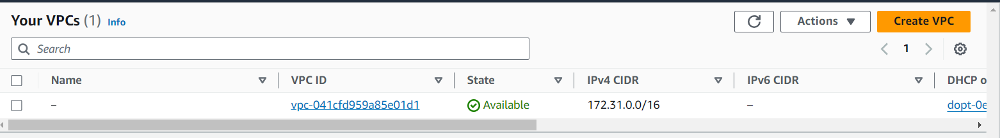 Your VPCs (1) Info
Actions
Create VPC
Search
1
Name VPC ID State IPv4 CIDR IPv6 CIDR DHCP o
– vpc-041cfd959a85e01d1 Available 172.31.0.0/16 – dopt-0e